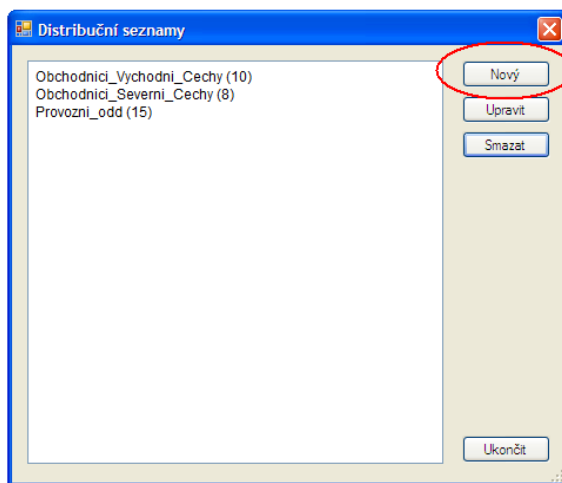 Distribuční seznamy
Obchodnici_Vychodni_Cechy (10)
Obchodnici_Severni_Cechy (8)
Provozni_odd (15)
Nový
Upravit
Smazat
Ukončit